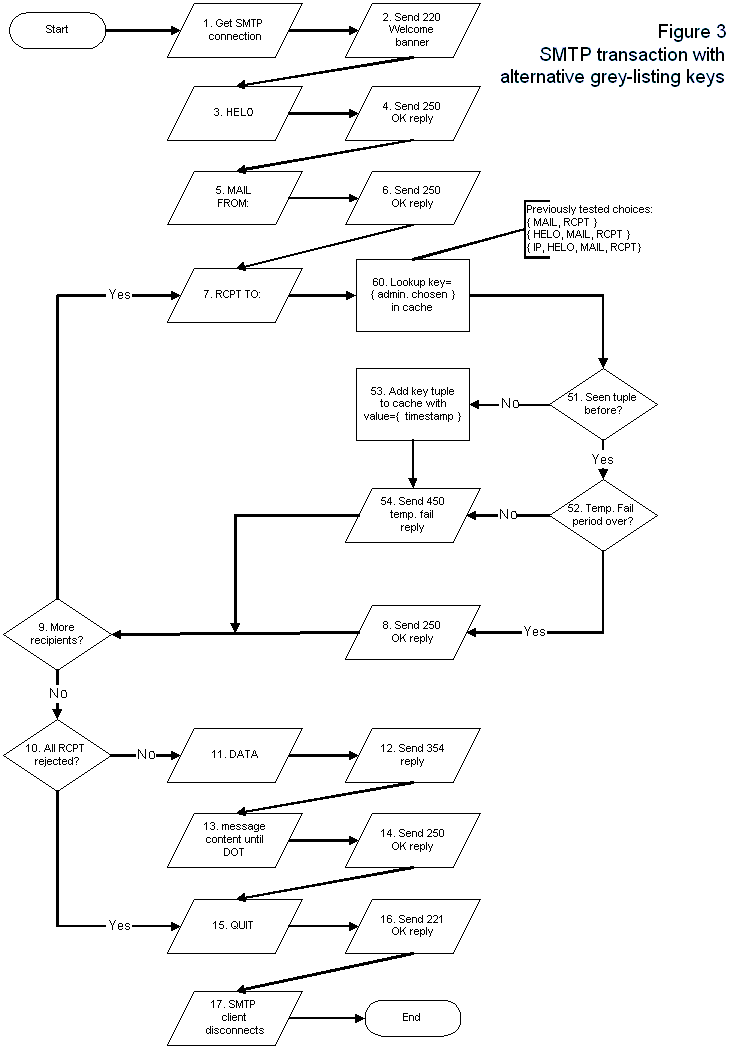 Figure 3
SMTP transaction with
alternative grey-listing keys
Start
1. Get SMTP
connection
2. Send 220
Welcome
banner
3. HELO
4. Send 250
OK reply
5. MAIL
FROM:
6. Send 250
OK reply
Previously tested choices:
{ MAIL, RCPT }
{ HELO, MAIL, RCPT }
{ IP, HELO, MAIL, RCPT}
Yes
7. RCPT TO:
60. Lookup key=
{ admin. chosen }
in cache
53. Add key tuple
to cache with
value={ timestamp }
No
51. Seen tuple
before?
Yes
54. Send 450
temp. fail
reply
No
52. Temp. Fail
period over?
9. More
recipients?
8. Send 250
OK reply
Yes
No
10. All RCPT
rejected?
No
11. DATA
12. Send 354
reply
13. message
content until
DOT
14. Send 250
OK reply
Yes
15. QUIT
16. Send 221
OK reply
17. SMTP
client
disconnects
End